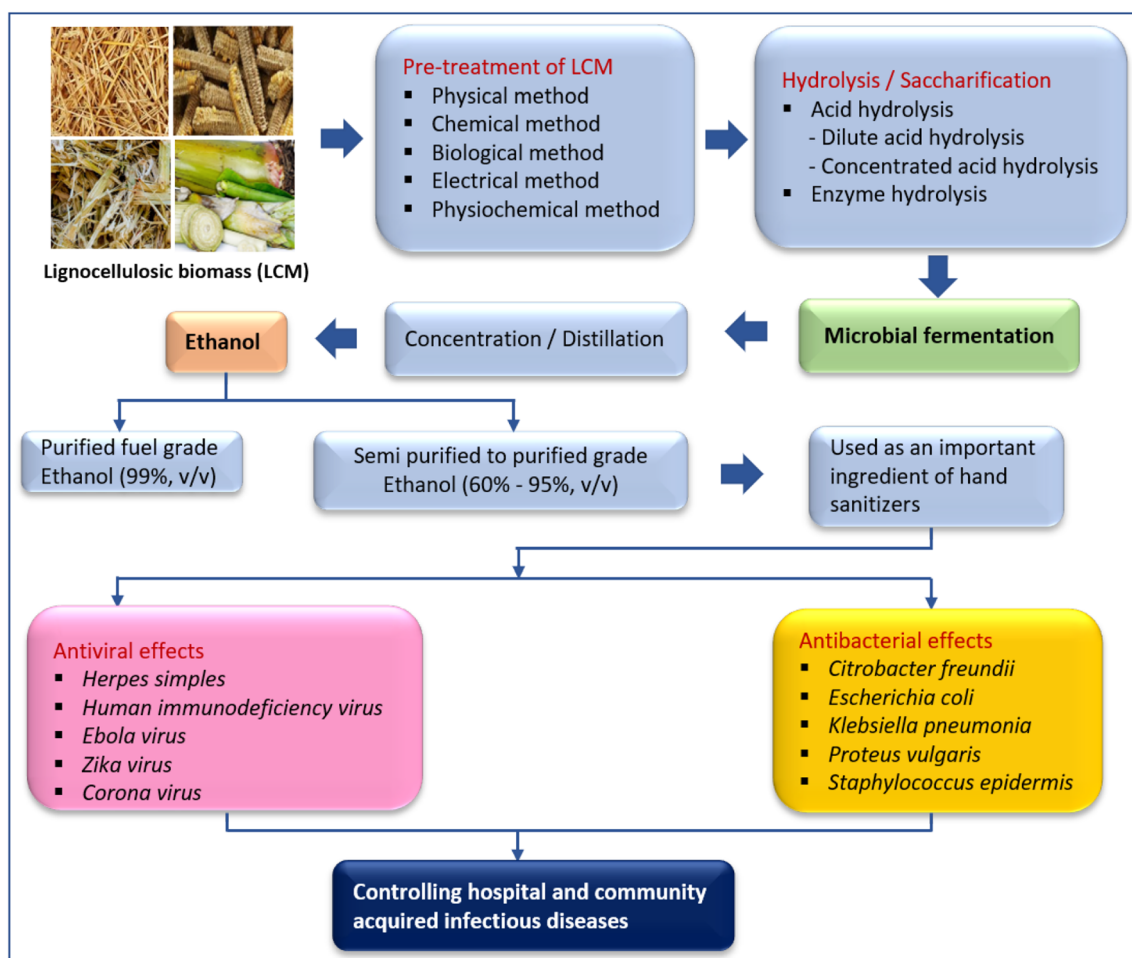 Pre-treatment of LCM
▪ Physical method
▪ Chemical method
▪ Biological method
▪ Electrical method
▪ Physiochemical method
Hydrolysis / Saccharification
▪ Acid hydrolysis
- Dilute acid hydrolysis
- Concentrated acid hydrolysis
▪ Enzyme hydrolysis
Lignocellulosic biomass (LCM)
Ethanol
Concentration / Distillation
Microbial fermentation
Purified fuel grade
Ethanol (99%, v/v)
Semi purified to purified grade
Ethanol (60% - 95%, v/v)
Used as an important
ingredient of hand
sanitizers
Antiviral effects
▪ Herpes simples
▪ Human immunodeficiency virus
▪ Ebola virus
▪ Zika virus
▪ Corona virus
Antibacterial effects
▪ Citrobacter freundii
▪ Escherichia coli
▪ Klebsiella pneumonia
▪ Proteus vulgaris
▪ Staphylococcus epidermis
Controlling hospital and community
acquired infectious diseases